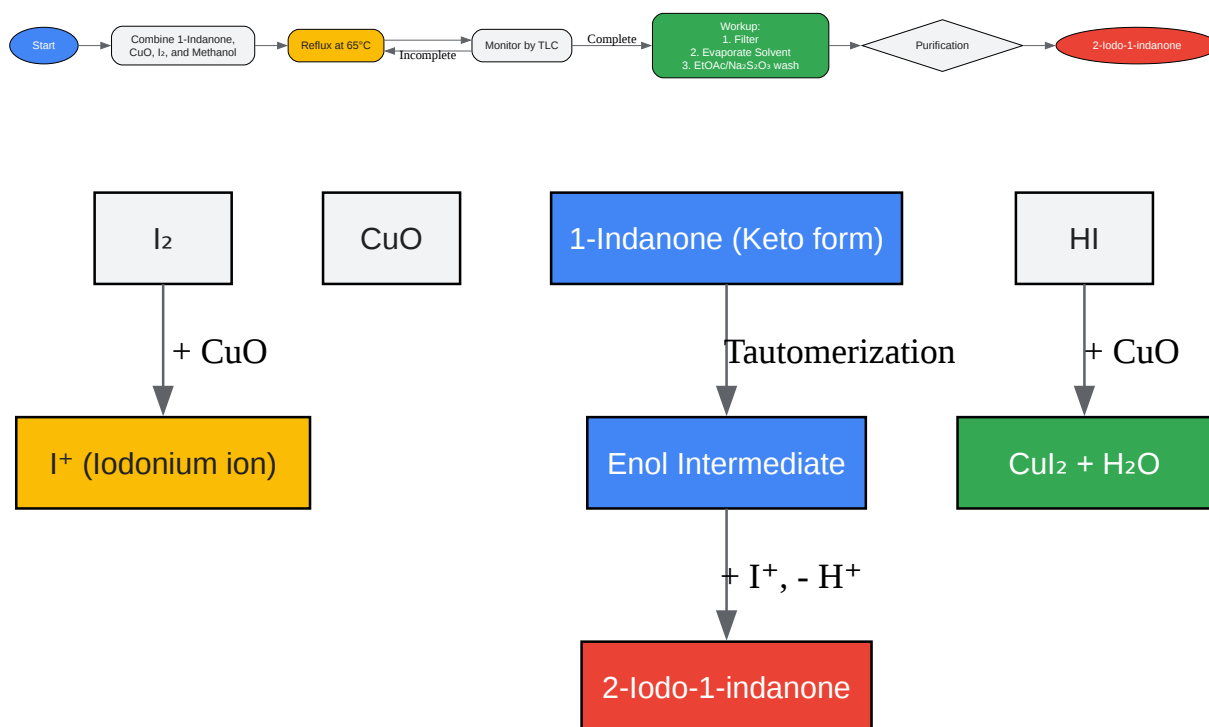 Start
Combine 1-Indanone,
CuO, I₂, and Methanol
Reflux at 65°C
Incomplete
Monitor by TLC
Complete
Workup:
1. Filter
2. Evaporate Solvent
3. EtOAc/Na₂S₂O₃ wash
Purification
2-Iodo-1-indanone
I₂
CuO
1-Indanone (Keto form)
HI
+ CuO
Tautomerization
+ CuO
I⁺ (Iodonium ion)
Enol Intermediate
CuI₂ + H₂O
+ I⁺, - H⁺
2-Iodo-1-indanone